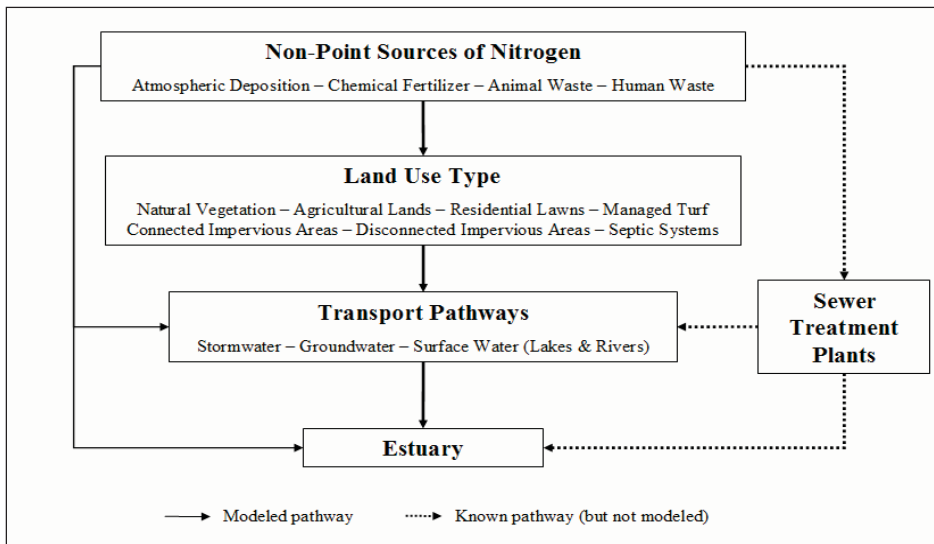 Non-Point Sources of Nitrogen
Atmospheric Deposition – Chemical Fertilizer – Animal Waste – Human Waste
Land Use Type
Natural Vegetation – Agricultural Lands – Residential Lawns – Managed Turf
Connected Impervious Areas – Disconnected Impervious Areas – Septic Systems
Transport Pathways
Stormwater – Groundwater – Surface Water (Lakes & Rivers)
Sewer
Treatment
Plants
Estuary
Modeled pathway
Known pathway (but not modeled)